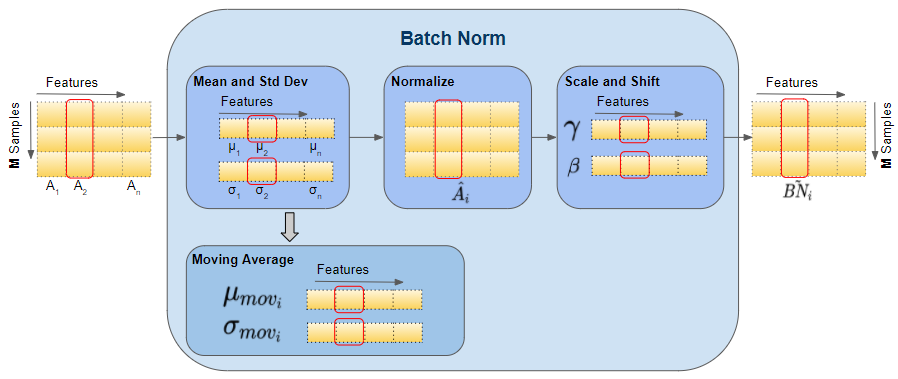 Batch Norm
Features
M Samples
A1 A2 An
Mean and Std Dev
Features
μ1 μ2 μn
σ1 σ2 σn
Normalize
Âi
Scale and Shift
Features
γ
β
Features
M Samples
BÑi
Moving Average
Features
μmovi
σmovi